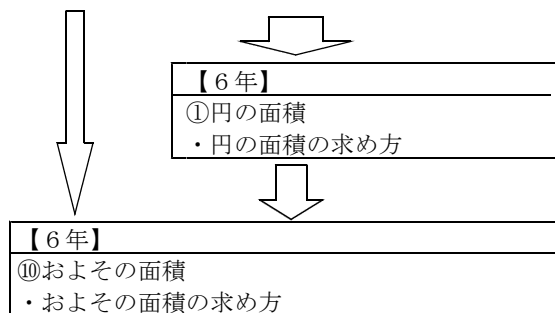 【６年】
①円の面積
・円の面積の求め方
【６年】
⑩およその面積
・およその面積の求め方